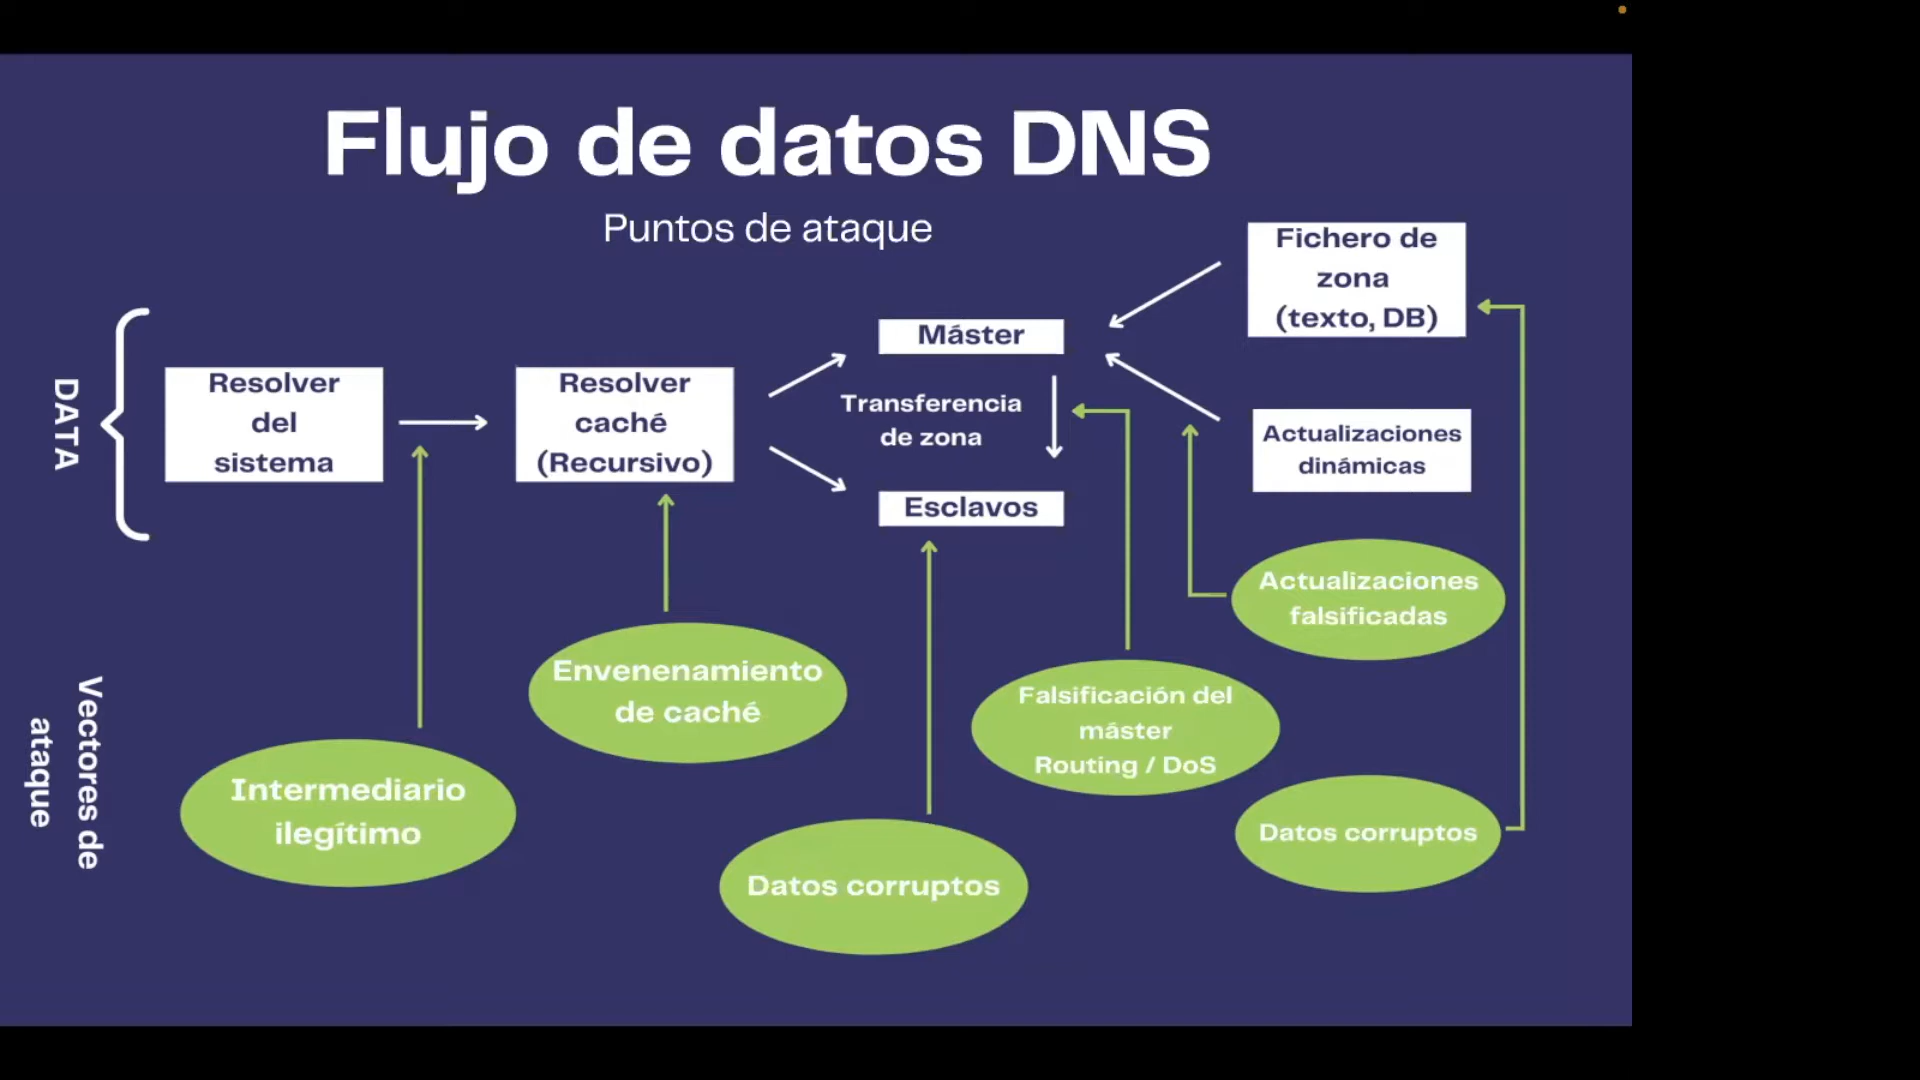 Flujo de datos DNS
Puntos de ataque
DATA
Resolver
del
sistema
Resolver
caché
(Recursivo)
Máster
Transferencia
de zona
Esclavos
Fichero de
zona
(texto, DB)
Actualizaciones
dinámicas
Vectores de
ataque
Intermediario
ilegítimo
Envenenamiento
de caché
Datos corruptos
Falsificación del
máster
Routing / DoS
Actualizaciones
falsificadas
Datos corruptos